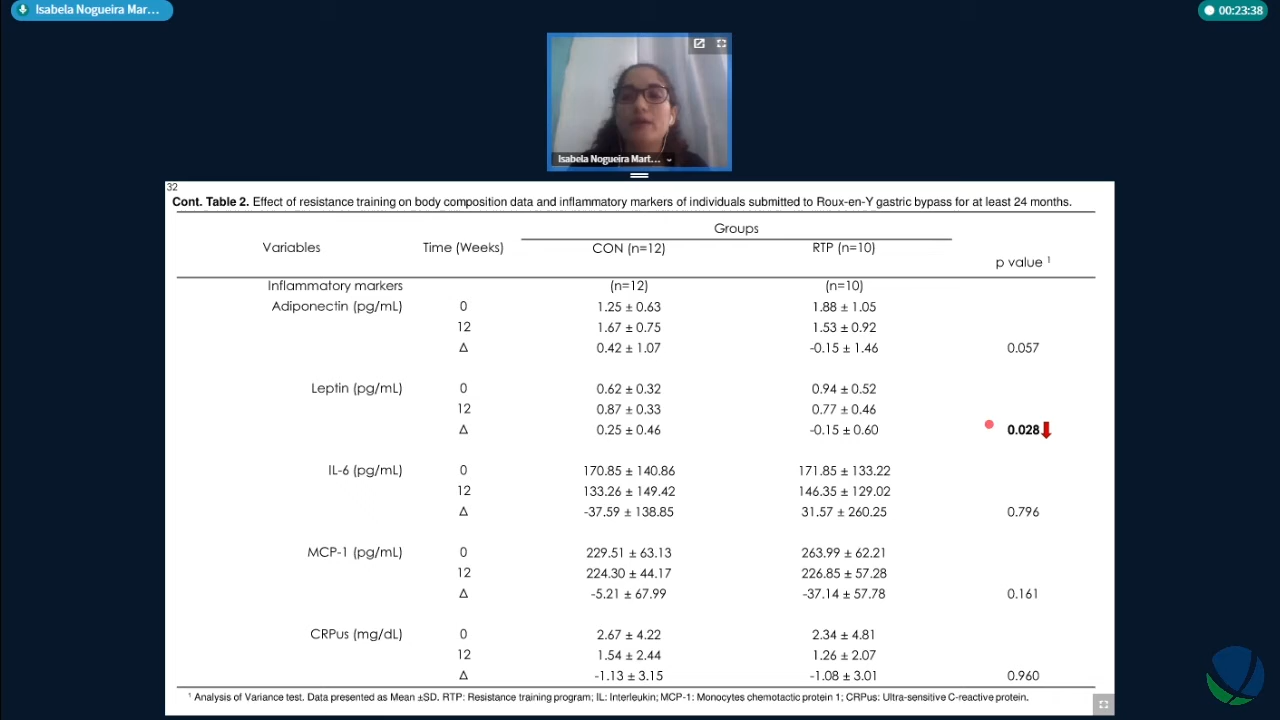 Isabela Nogueira Mar...
00:23:38
Isabela Nogueira Mart...
32
Cont. Table 2. Effect of resistance training on body composition data and inflammatory markers of individuals submitted to Roux-en-Y gastric bypass for at least 24 months.
Groups
Variables Time (Weeks) CON (n=12) RTP (n=10)
p value ¹
Inflammatory markers (n=12) (n=10)
Adiponectin (pg/mL) 0 1.25 ± 0.63 1.88 ± 1.05
12 1.67 ± 0.75 1.53 ± 0.92
Δ 0.42 ± 1.07 -0.15 ± 1.46 0.057
Leptin (pg/mL) 0 0.62 ± 0.32 0.94 ± 0.52
12 0.87 ± 0.33 0.77 ± 0.46
Δ 0.25 ± 0.46 -0.15 ± 0.60 0.028
IL-6 (pg/mL) 0 170.85 ± 140.86 171.85 ± 133.22
12 133.26 ± 149.42 146.35 ± 129.02
Δ -37.59 ± 138.85 31.57 ± 260.25 0.796
MCP-1 (pg/mL) 0 229.51 ± 63.13 263.99 ± 62.21
12 224.30 ± 44.17 226.85 ± 57.28
Δ -5.21 ± 67.99 -37.14 ± 57.78 0.161
CRPus (mg/dL) 0 2.67 ± 4.22 2.34 ± 4.81
12 1.54 ± 2.44 1.26 ± 2.07
Δ -1.13 ± 3.15 -1.08 ± 3.01 0.960
¹ Analysis of Variance test. Data presented as Mean ±SD. RTP: Resistance training program; IL: Interleukin; MCP-1: Monocytes chemotactic protein 1; CRPus: Ultra-sensitive C-reactive protein.